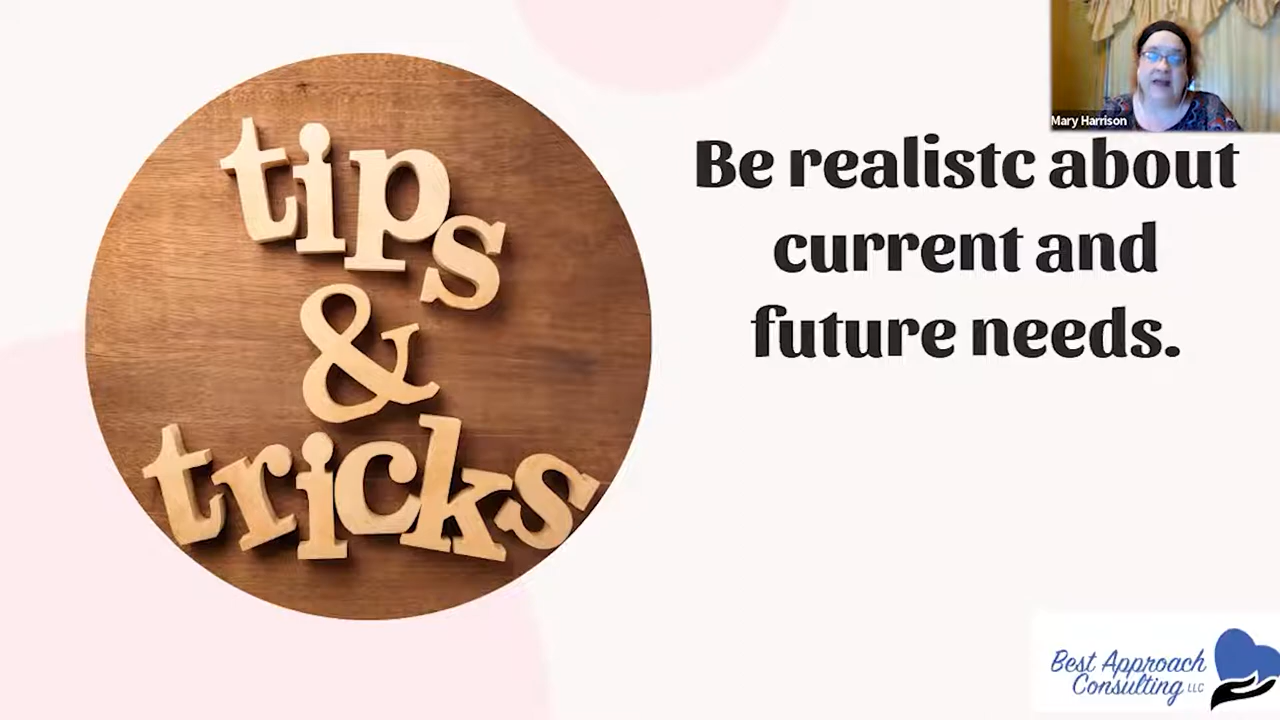 tips
&
tricks
Mary Harrison
Be realistc about
current and
future needs.
Best Approach
Consulting LLC